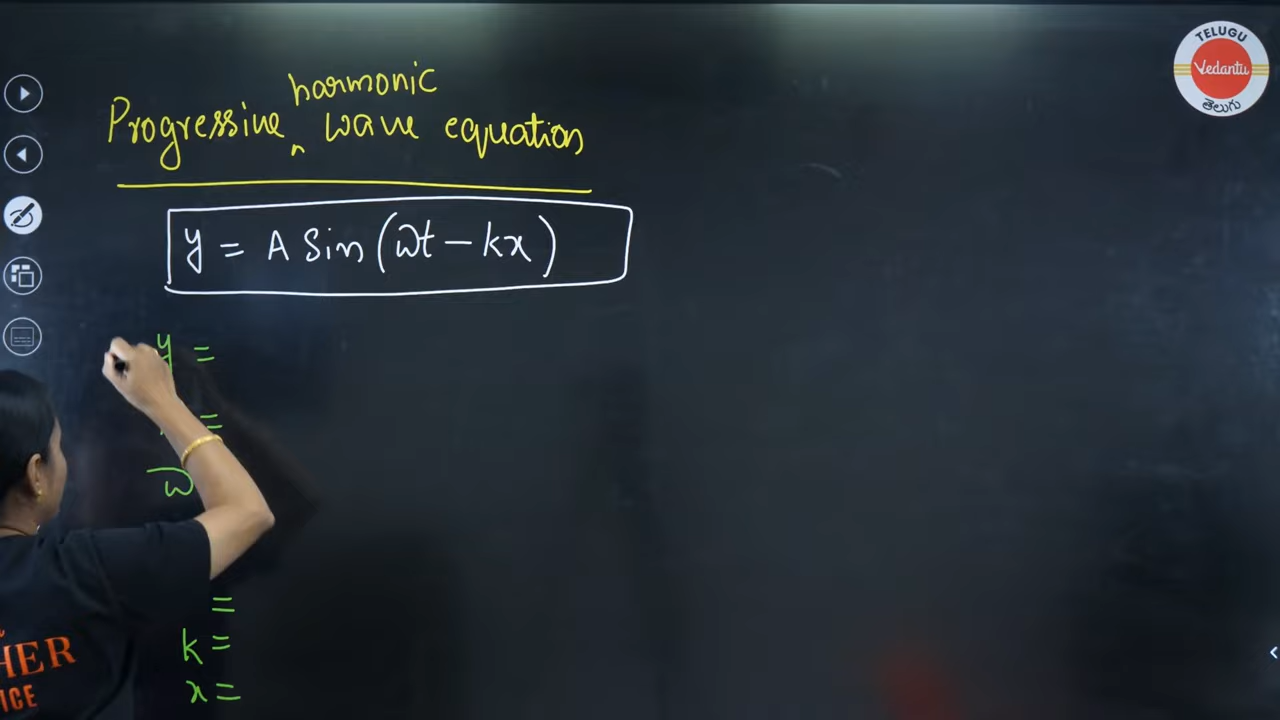 TELUGU
Vedantu
తెలుగు
harmonic
Progressive ^ wave equation
y = A Sin (ωt − kx)
y =
=
ω
=
k =
x =
HER
ICE